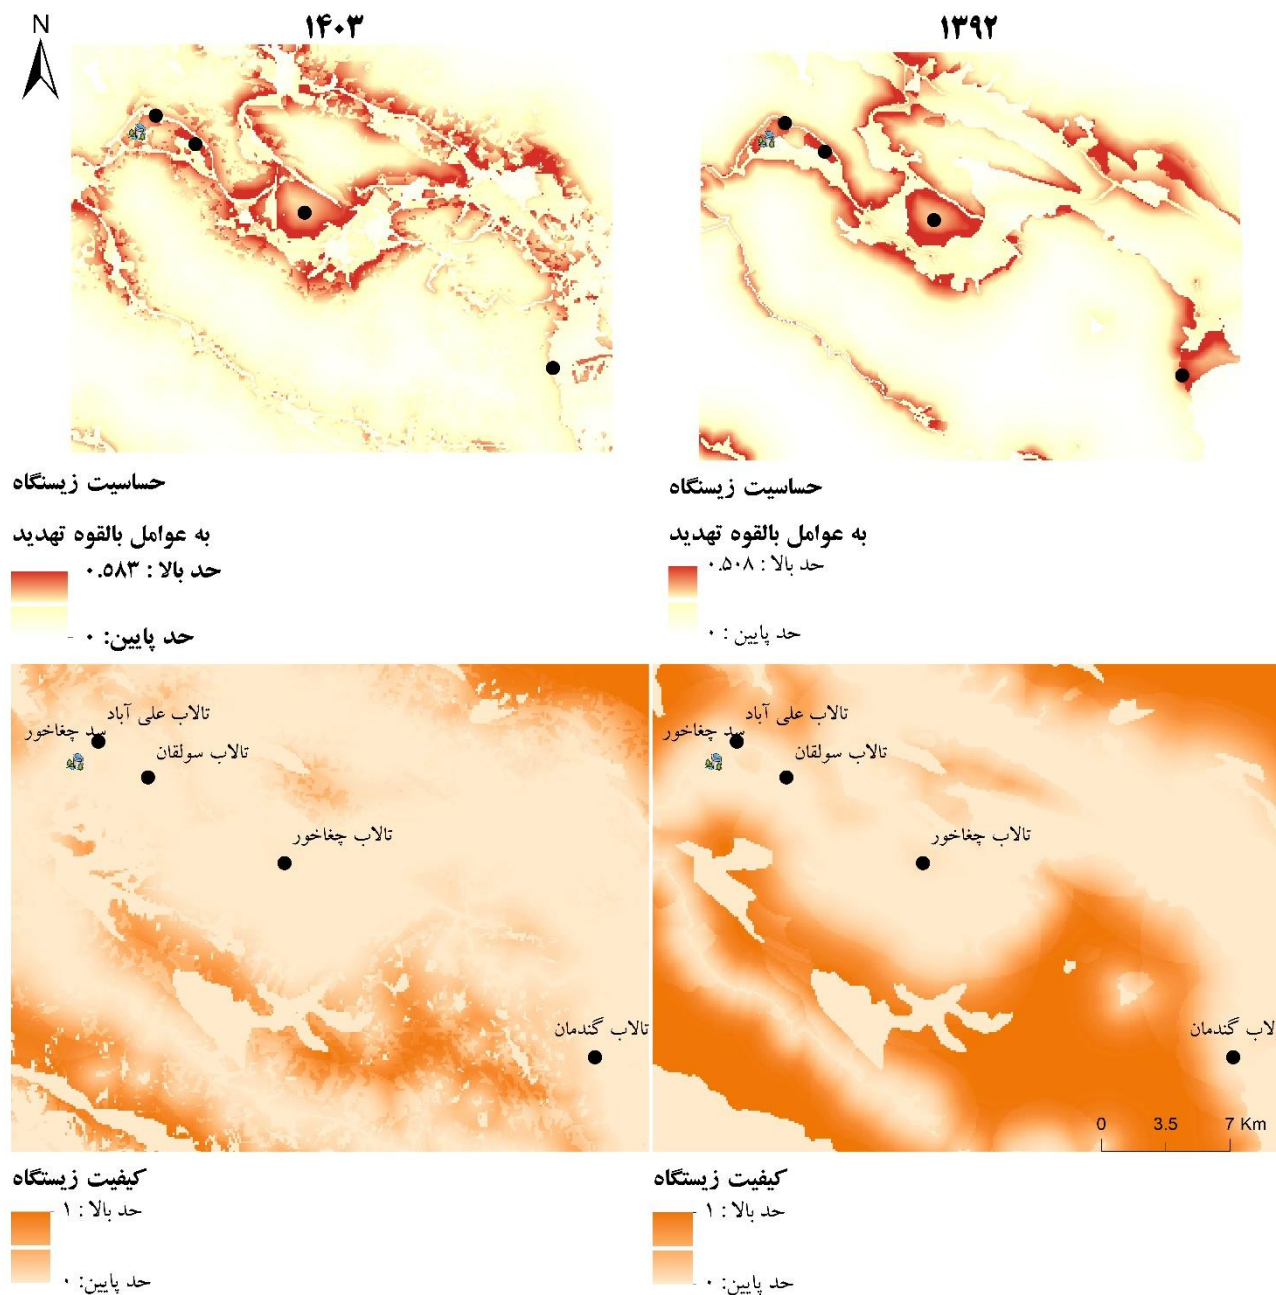 ۱۴۰۳
۱۳۹۲
N
حساسیت زیستگاه
به عوامل بالقوه تهدید
حد بالا : ۰.۵۸۳
حد پایین: ۰
حساسیت زیستگاه
به عوامل بالقوه تهدید
حد بالا : ۰.۵۰۸
حد پایین : ۰
تالاب علی آباد
سد چغاخور
تالاب سولقان
تالاب چغاخور
تالاب گندمان
تالاب علی آباد
سد چغاخور
تالاب سولقان
تالاب چغاخور
لاب گندمان
0 3.5 7 Km
کیفیت زیستگاه
حد بالا : ۱
حد پایین: ۰
کیفیت زیستگاه
حد بالا : ۱
حد پایین: ۰